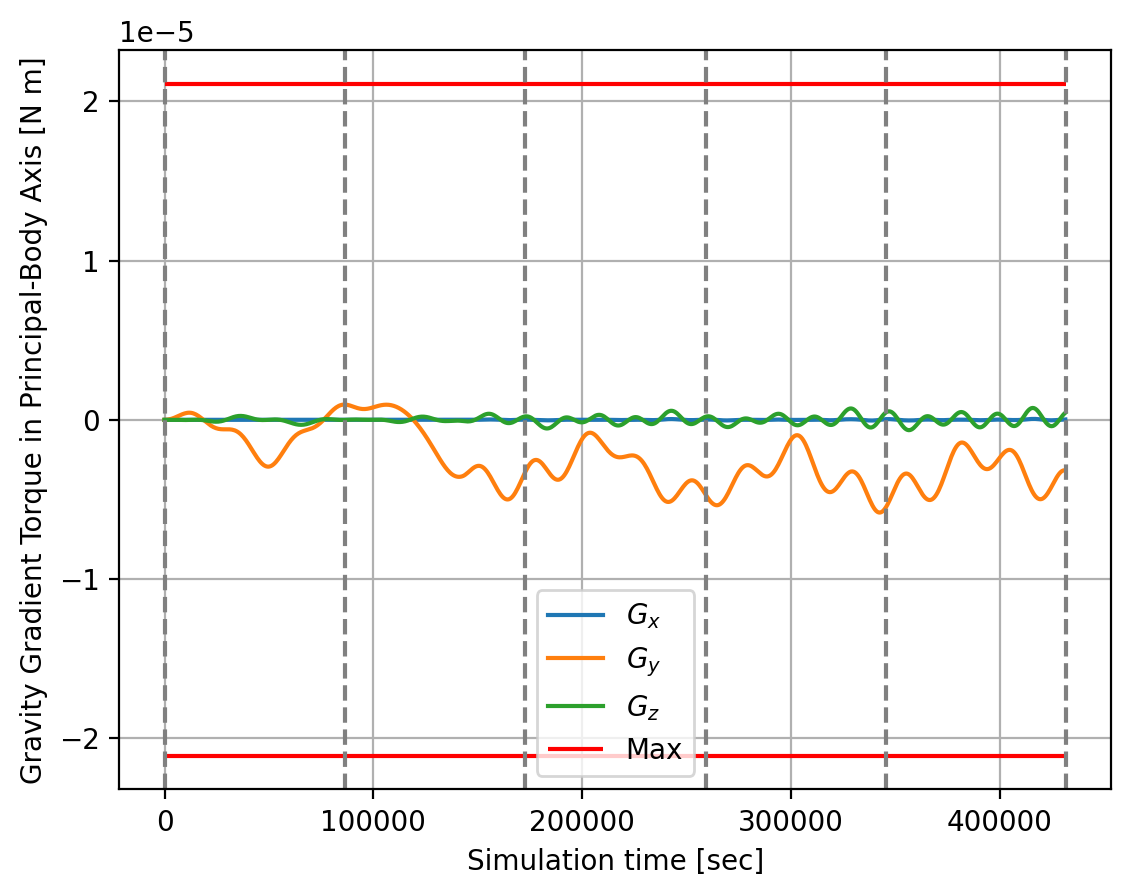 1e−5
Gravity Gradient Torque in Principal-Body Axis [N m]
2
1
0
−1
−2
G_x
G_y
G_z
Max
0
100000
200000
300000
400000
Simulation time [sec]